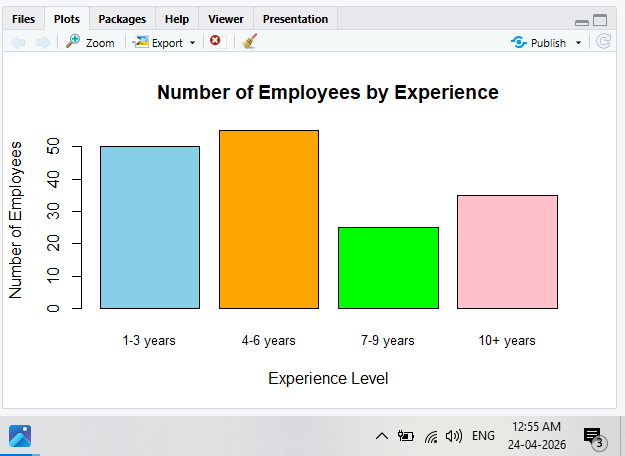 Files Plots Packages Help Viewer Presentation
Zoom Export Publish
Number of Employees by Experience
Number of Employees
50
40
30
20
10
0
1-3 years 4-6 years 7-9 years 10+ years
Experience Level
ENG 12:55 AM
24-04-2026
3